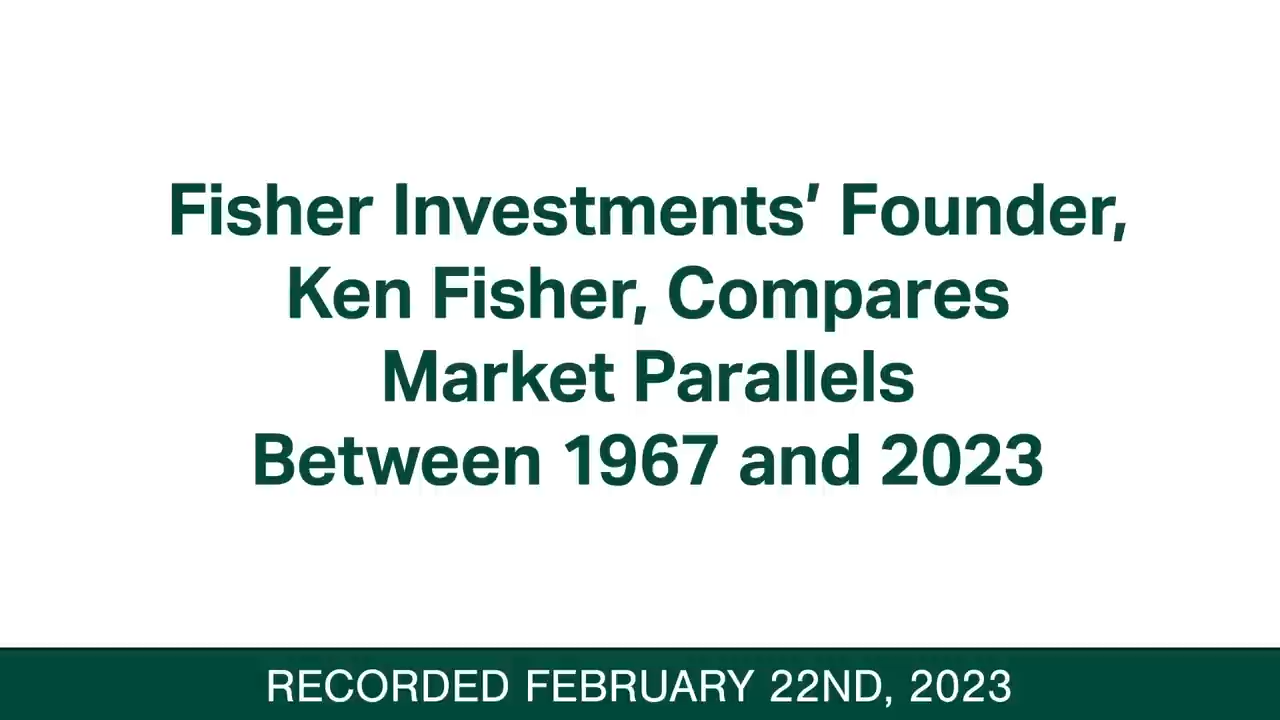 Fisher Investments’ Founder,
Ken Fisher, Compares
Market Parallels
Between 1967 and 2023
RECORDED FEBRUARY 22ND, 2023